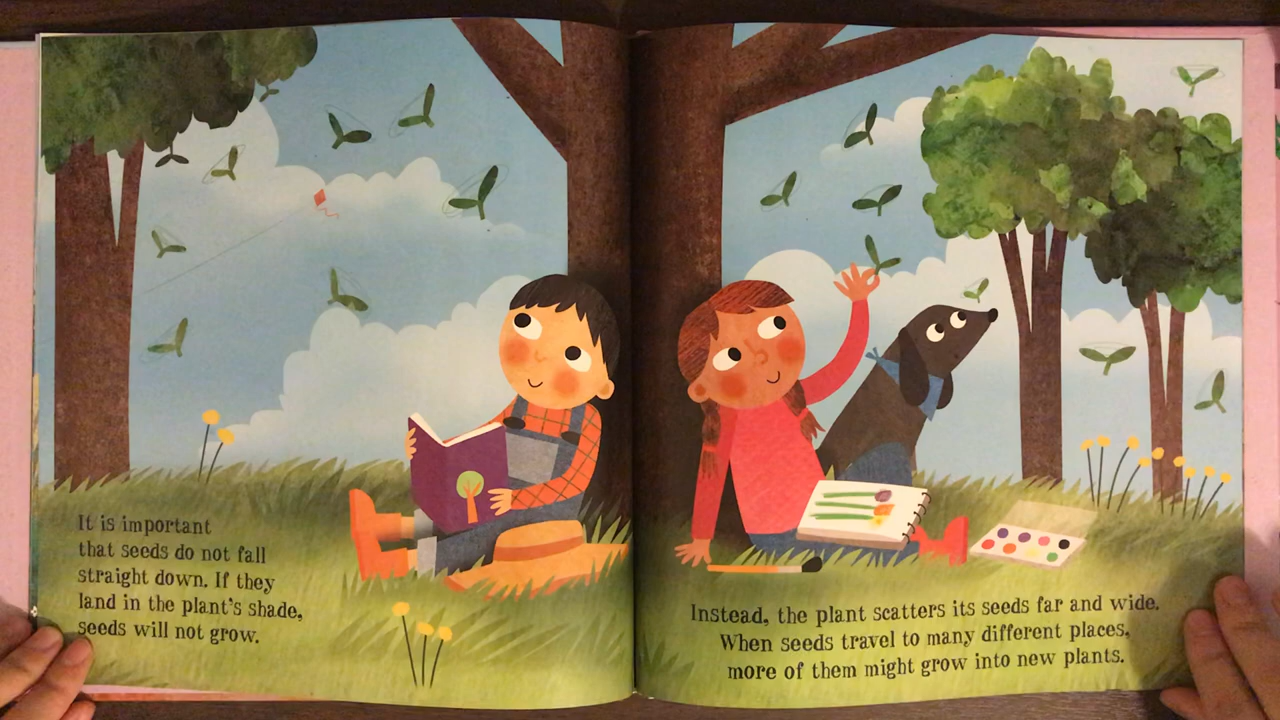 It is important
that seeds do not fall
straight down. If they
land in the plant's shade,
seeds will not grow.
Instead, the plant scatters its seeds far and wide.
When seeds travel to many different places,
more of them might grow into new plants.